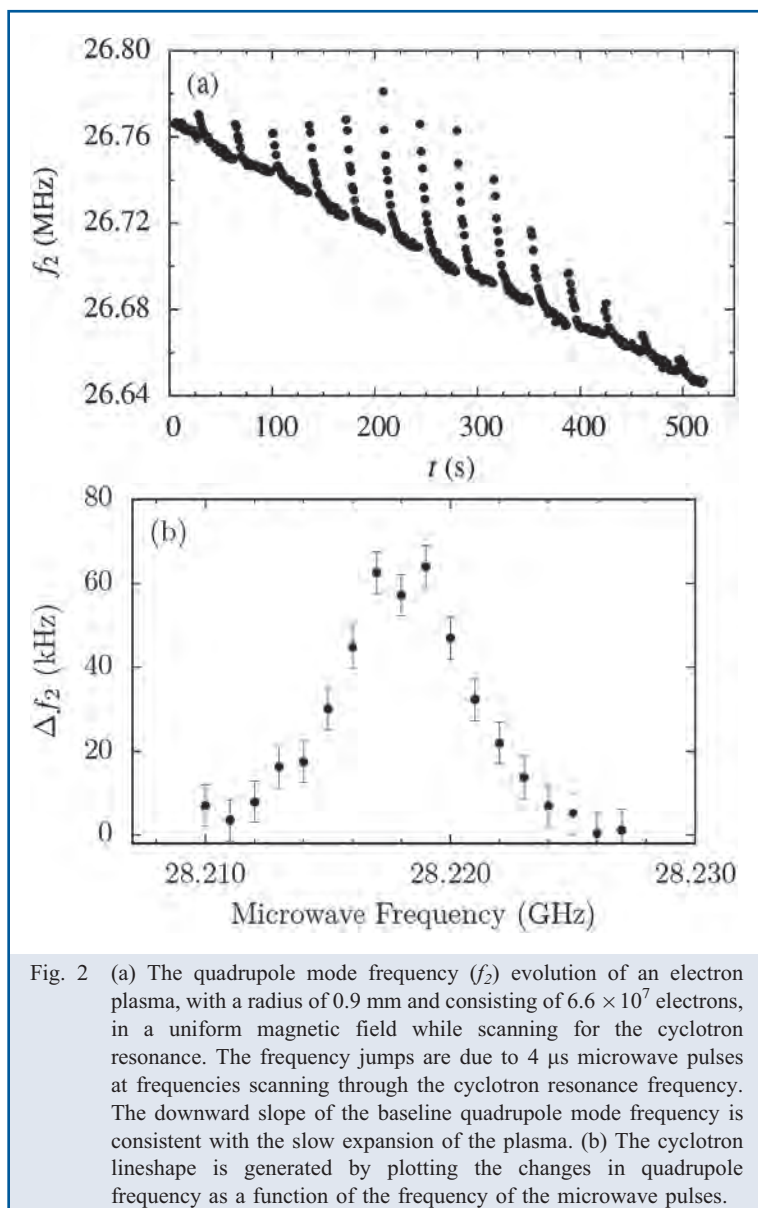 26.80
(a)
26.76
26.72
26.68
26.64
f₂ (MHz)
0 100 200 300 400 500
t (s)
80
(b)
60
40
20
0
Δf₂ (kHz)
28.210 28.220 28.230
Microwave Frequency (GHz)
Fig. 2 (a) The quadrupole mode frequency (f₂) evolution of an electron
plasma, with a radius of 0.9 mm and consisting of 6.6 × 10⁷ electrons,
in a uniform magnetic field while scanning for the cyclotron
resonance. The frequency jumps are due to 4 μs microwave pulses
at frequencies scanning through the cyclotron resonance frequency.
The downward slope of the baseline quadrupole mode frequency is
consistent with the slow expansion of the plasma. (b) The cyclotron
lineshape is generated by plotting the changes in quadrupole
frequency as a function of the frequency of the microwave pulses.